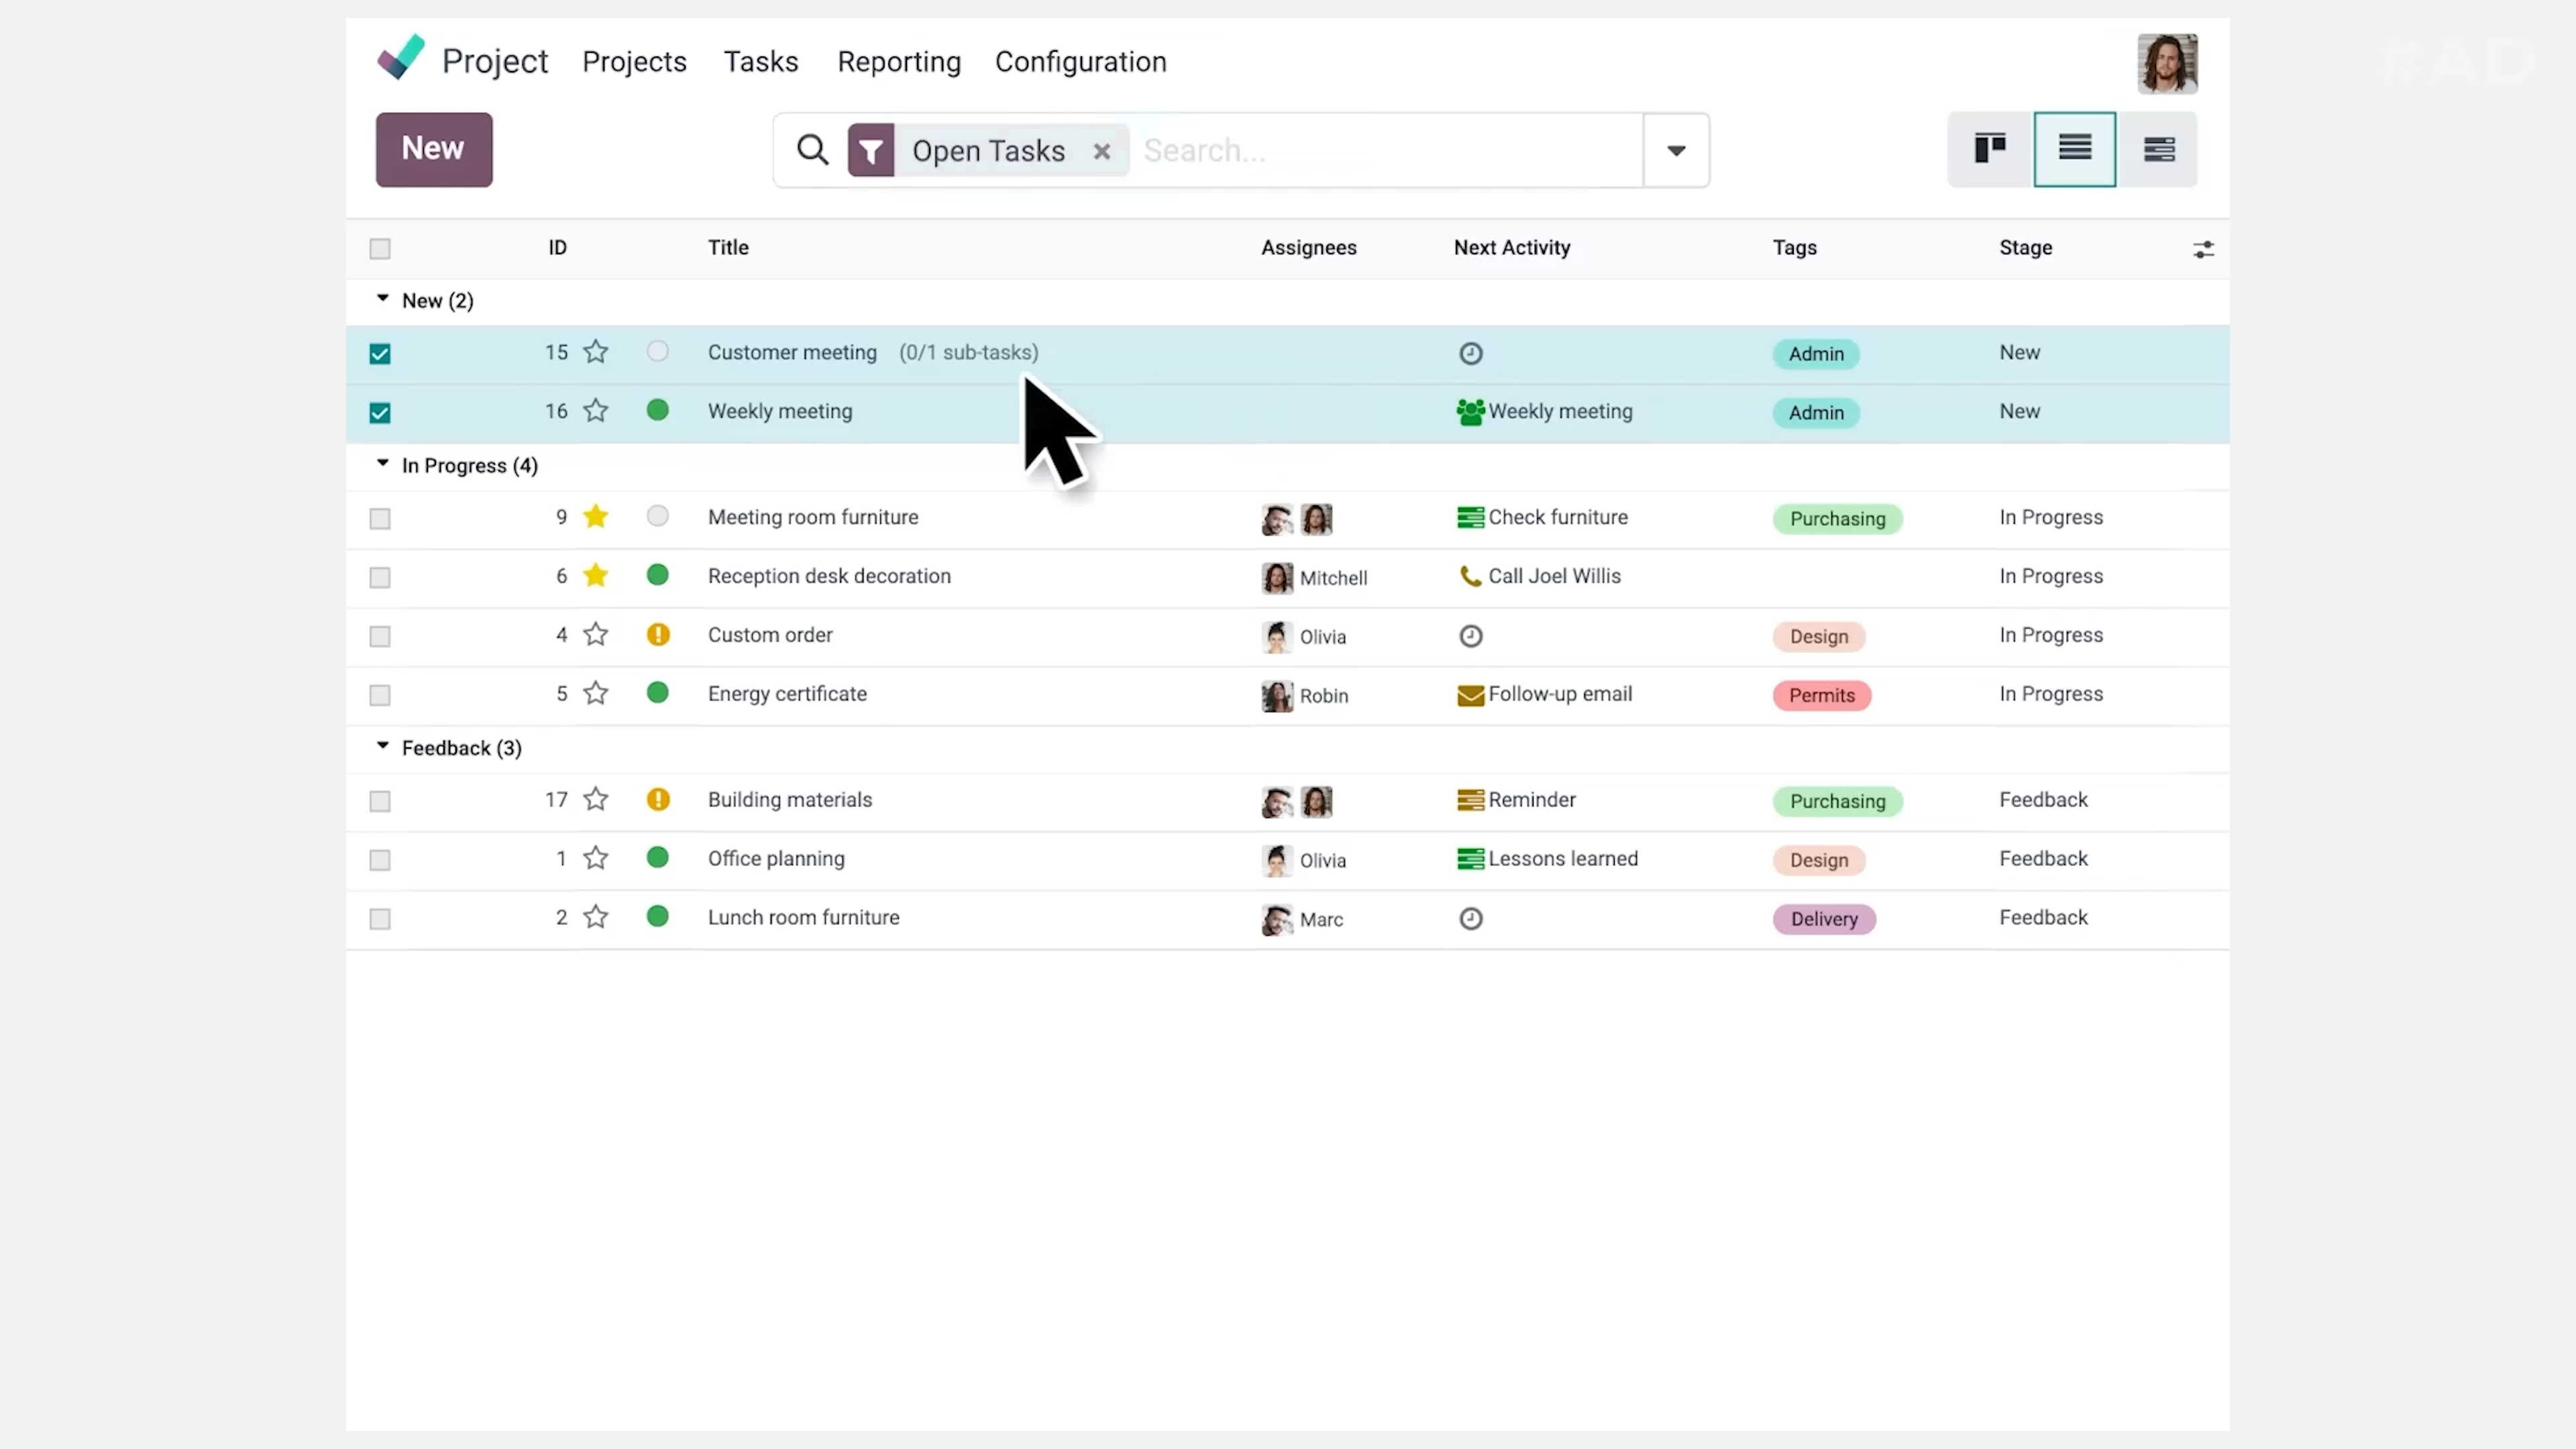 Project Projects Tasks Reporting Configuration
#AD
New Open Tasks Search...
ID Title Assignees Next Activity Tags Stage
New (2)
15 Customer meeting (0/1 sub-tasks) Admin New
16 Weekly meeting Weekly meeting Admin New
In Progress (4)
9 Meeting room furniture Check furniture Purchasing In Progress
6 Reception desk decoration Mitchell Call Joel Willis In Progress
4 Custom order Olivia Design In Progress
5 Energy certificate Robin Follow-up email Permits In Progress
Feedback (3)
17 Building materials Reminder Purchasing Feedback
1 Office planning Olivia Lessons learned Design Feedback
2 Lunch room furniture Marc Delivery Feedback